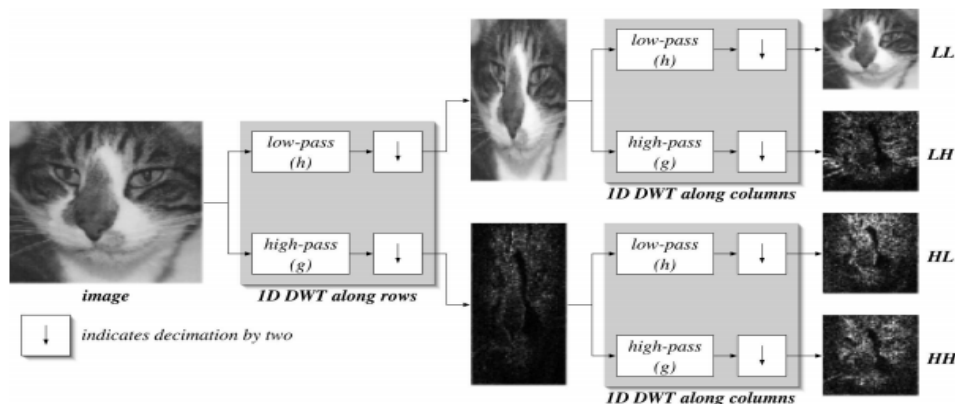 image
indicates decimation by two
low-pass
(h)
high-pass
(g)
1D DWT along rows
low-pass
(h)
high-pass
(g)
1D DWT along columns
low-pass
(h)
high-pass
(g)
1D DWT along columns
LL
LH
HL
HH